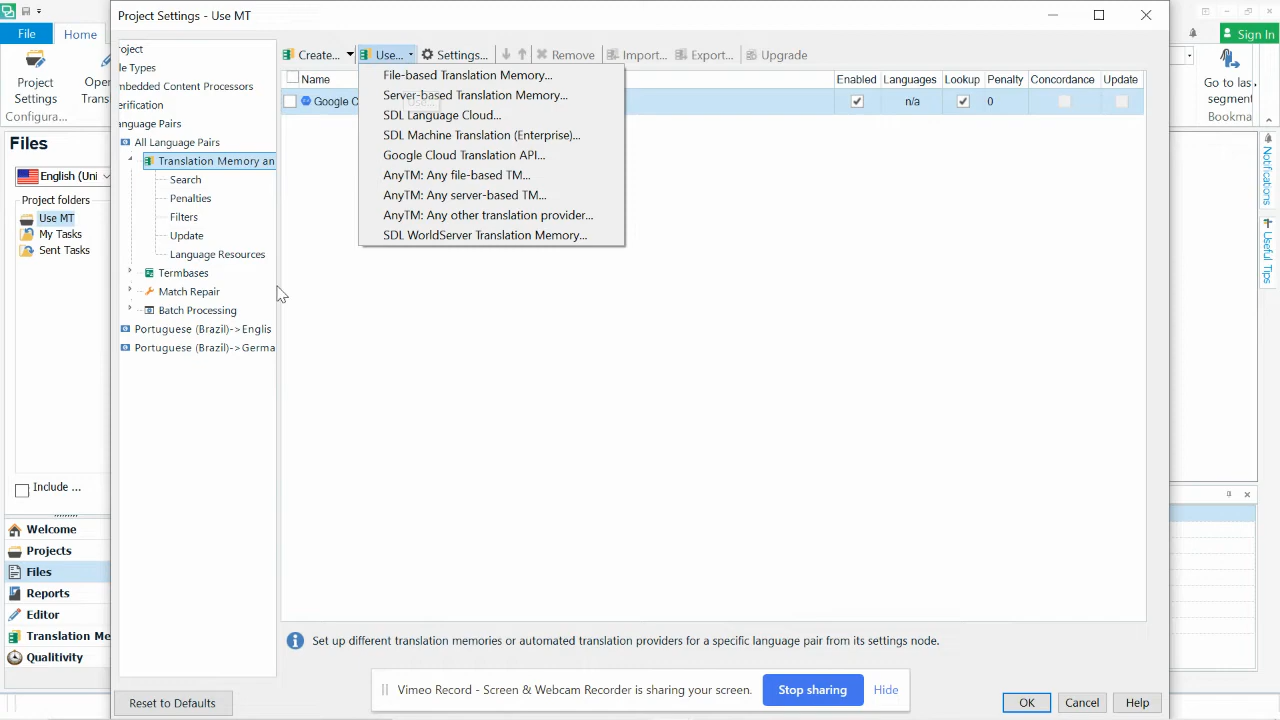 Project Settings - Use MT
File
Home
Sign In
Project
Settings
Open
Trans
Configura...
Go to las
segment
Bookma
Files
English (Uni
Project folders
Use MT
My Tasks
Sent Tasks
Include ...
Welcome
Projects
Files
Reports
Editor
Translation Me
Qualitivity
roject
le Types
mbedded Content Processors
erification
anguage Pairs
All Language Pairs
Translation Memory an
Search
Penalties
Filters
Update
Language Resources
Termbases
Match Repair
Batch Processing
Portuguese (Brazil)->Englis
Portuguese (Brazil)->Germa
Create...
Use...
Settings...
Remove
Import...
Export...
Upgrade
Name
Enabled
Languages
Lookup
Penalty
Concordance
Update
Google C
n/a
0
File-based Translation Memory...
Server-based Translation Memory...
SDL Language Cloud...
SDL Machine Translation (Enterprise)...
Google Cloud Translation API...
AnyTM: Any file-based TM...
AnyTM: Any server-based TM...
AnyTM: Any other translation provider...
SDL WorldServer Translation Memory...
Notifications
Useful Tips
Set up different translation memories or automated translation providers for a specific language pair from its settings node.
Vimeo Record - Screen & Webcam Recorder is sharing your screen.
Stop sharing
Hide
Reset to Defaults
OK
Cancel
Help